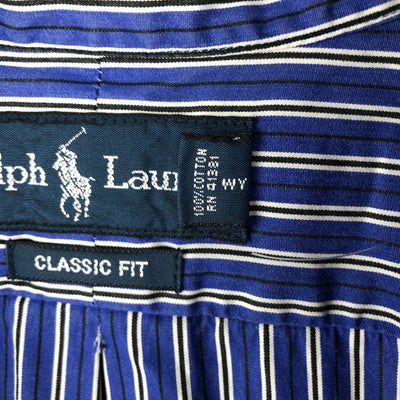 lph Lau
100% COTTON
RN 41381
WY
CLASSIC FIT